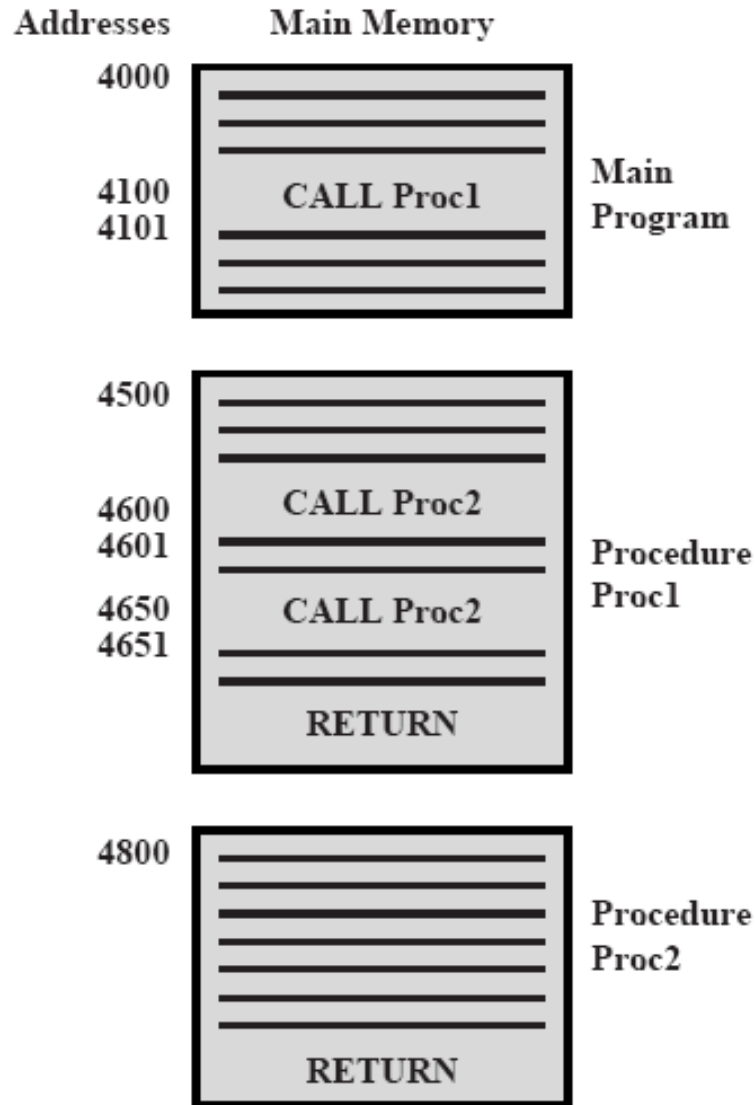 Addresses Main Memory
4000
4100 CALL Proc1
4101
Main
Program
4500
4600 CALL Proc2
4601
4650 CALL Proc2
4651
RETURN
Procedure
Proc1
4800
Procedure
Proc2
RETURN